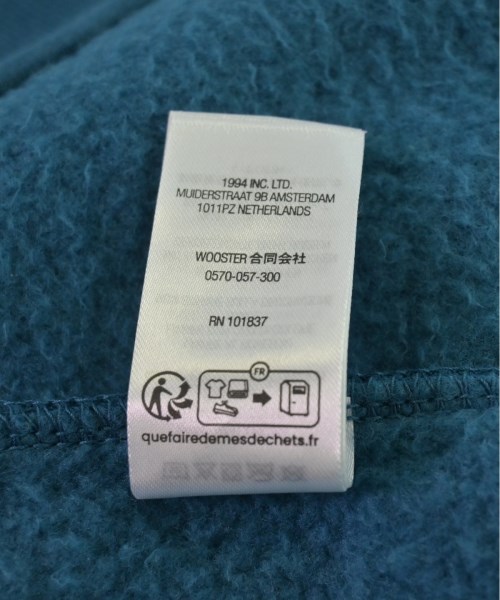 1994 INC. LTD.
MUIDERSTRAAT 9B AMSTERDAM
1011PZ NETHERLANDS
WOOSTER 合同会社
0570-057-300
RN 101837
FR
quefairedemesdechets.fr